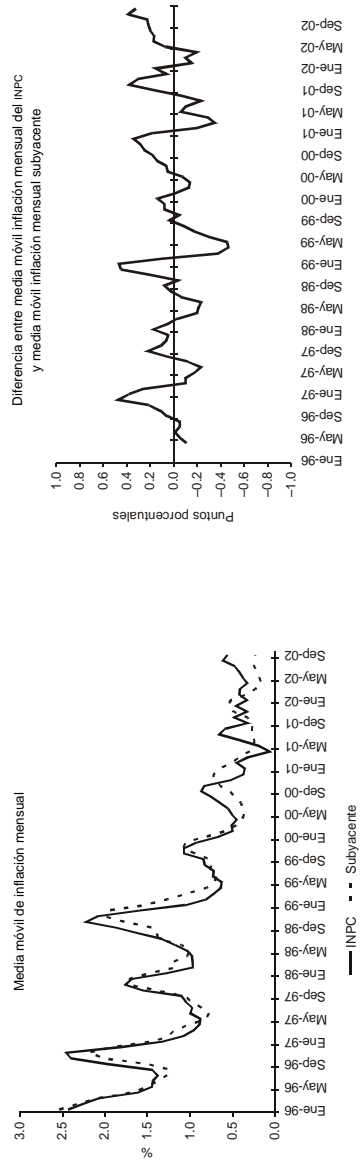 Media móvil de inflación mensual
3.0
2.5
2.0
1.5
1.0
0.5
0.0
%
Ene-96
May-96
Sep-96
Ene-97
May-97
Sep-97
Ene-98
May-98
Sep-98
Ene-99
May-99
Sep-99
Ene-00
May-00
Sep-00
Ene-01
May-01
Sep-01
Ene-02
May-02
Sep-02
INPC
Subyacente
Diferencia entre media móvil inflación mensual del INPC
y media móvil inflación mensual subyacente
1.0
0.8
0.6
0.4
0.2
0.0
−0.2
−0.4
−0.6
−0.8
−1.0
Puntos porcentuales
Ene-96
May-96
Sep-96
Ene-97
May-97
Sep-97
Ene-98
May-98
Sep-98
Ene-99
May-99
Sep-99
Ene-00
May-00
Sep-00
Ene-01
May-01
Sep-01
Ene-02
May-02
Sep-02